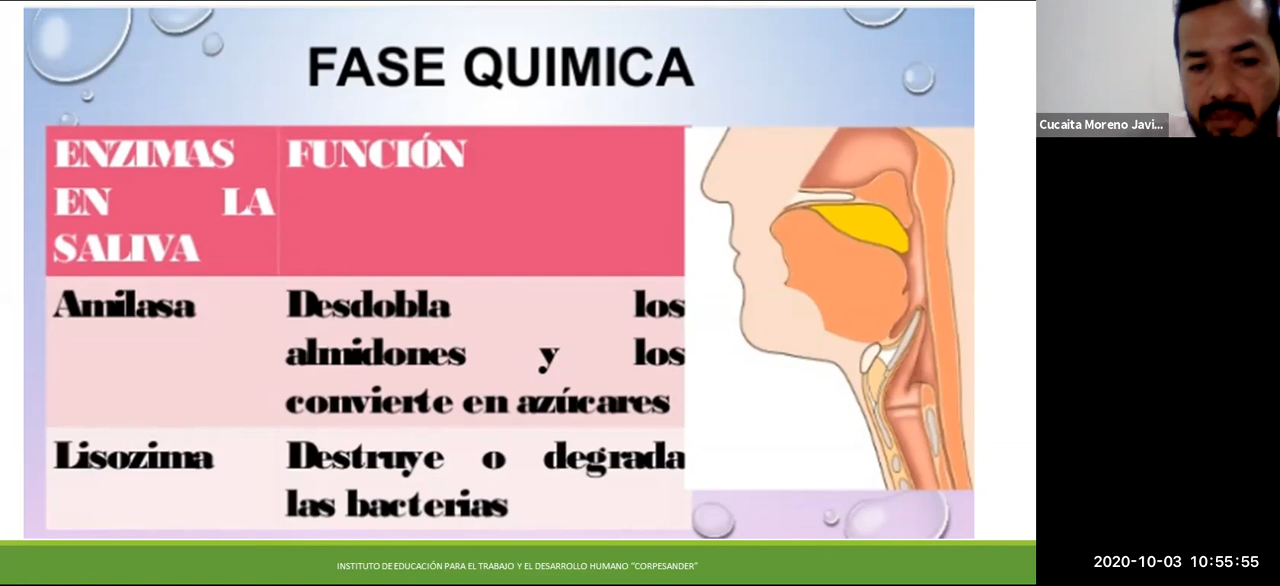 FASE QUIMICA
ENZIMAS
EN LA
SALIVA
FUNCIÓN
Amilasa
Desdobla los
almidones y los
convierte en azúcares
Lisozima
Destruye o degrada
las bacterias
INSTITUTO DE EDUCACIÓN PARA EL TRABAJO Y EL DESARROLLO HUMANO “CORPESANDER”
Cucaita Moreno Javi...
2020-10-03 10:55:55